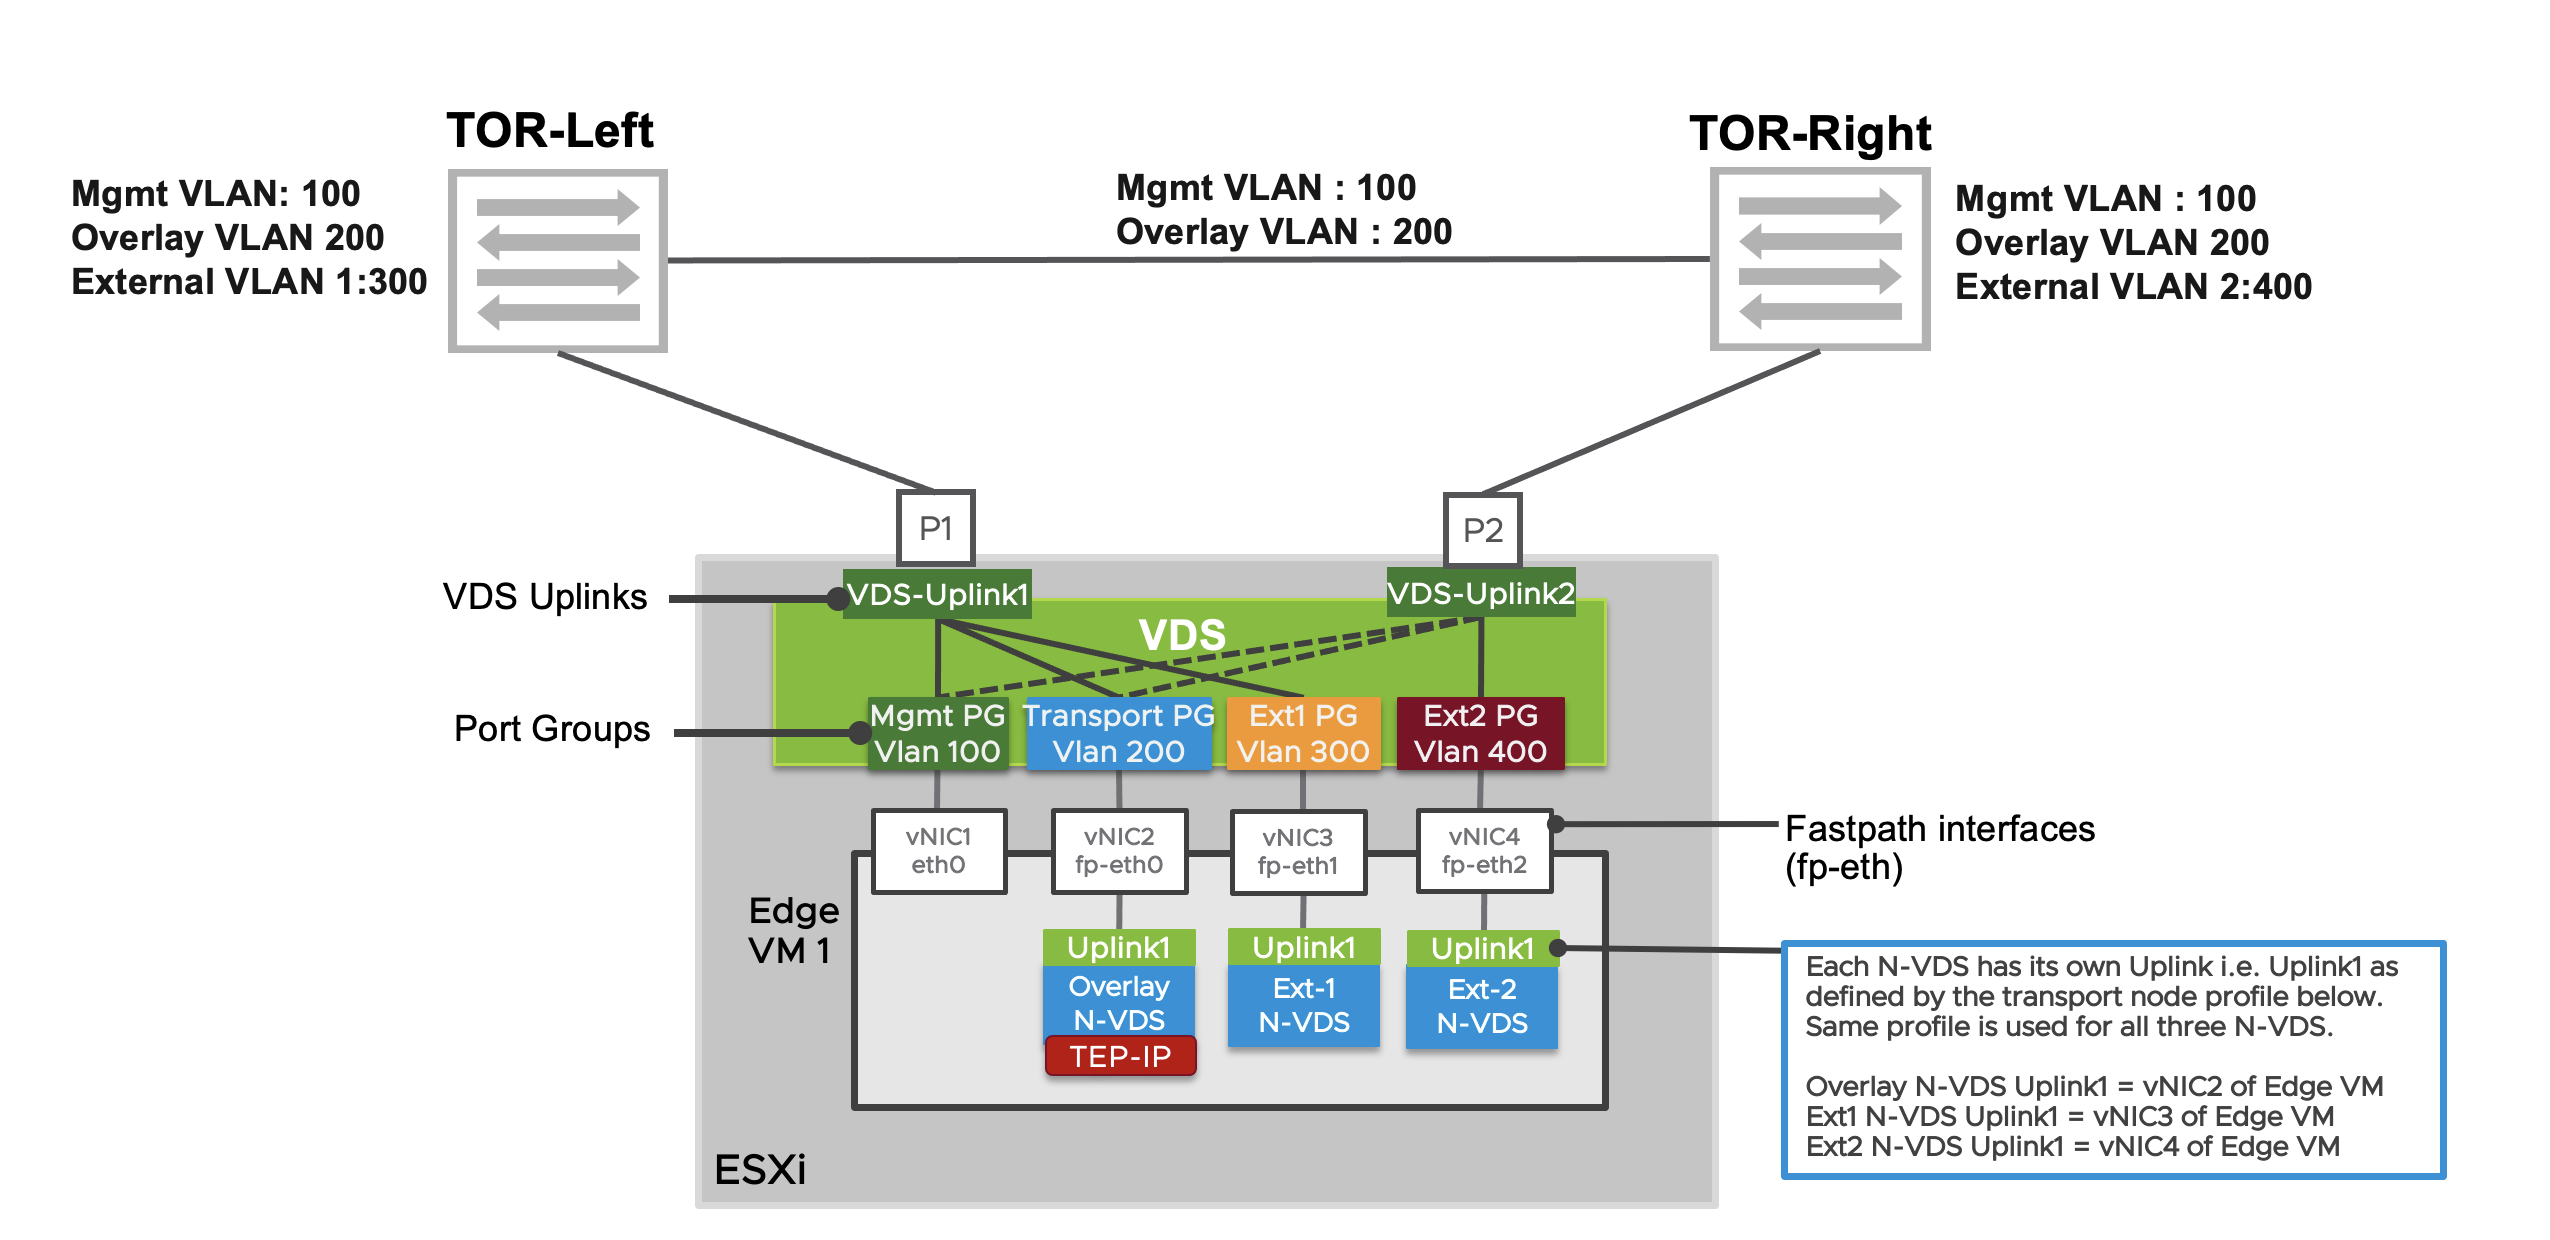 TOR-Left
TOR-Right
Mgmt VLAN: 100
Overlay VLAN 200
External VLAN 1:300
Mgmt VLAN : 100
Overlay VLAN : 200
Mgmt VLAN : 100
Overlay VLAN 200
External VLAN 2:400
P1
P2
VDS Uplinks
VDS-Uplink1
VDS-Uplink2
VDS
Port Groups
Mgmt PG
Vlan 100
Transport PG
Vlan 200
Ext1 PG
Vlan 300
Ext2 PG
Vlan 400
vNIC1
eth0
vNIC2
fp-eth0
vNIC3
fp-eth1
vNIC4
fp-eth2
Fastpath interfaces
(fp-eth)
Edge
VM 1
Uplink1
Overlay
N-VDS
TEP-IP
Uplink1
Ext-1
N-VDS
Uplink1
Ext-2
N-VDS
Each N-VDS has its own Uplink i.e. Uplink1 as
defined by the transport node profile below.
Same profile is used for all three N-VDS.
Overlay N-VDS Uplink1 = vNIC2 of Edge VM
Ext1 N-VDS Uplink1 = vNIC3 of Edge VM
Ext2 N-VDS Uplink1 = vNIC4 of Edge VM
ESXi